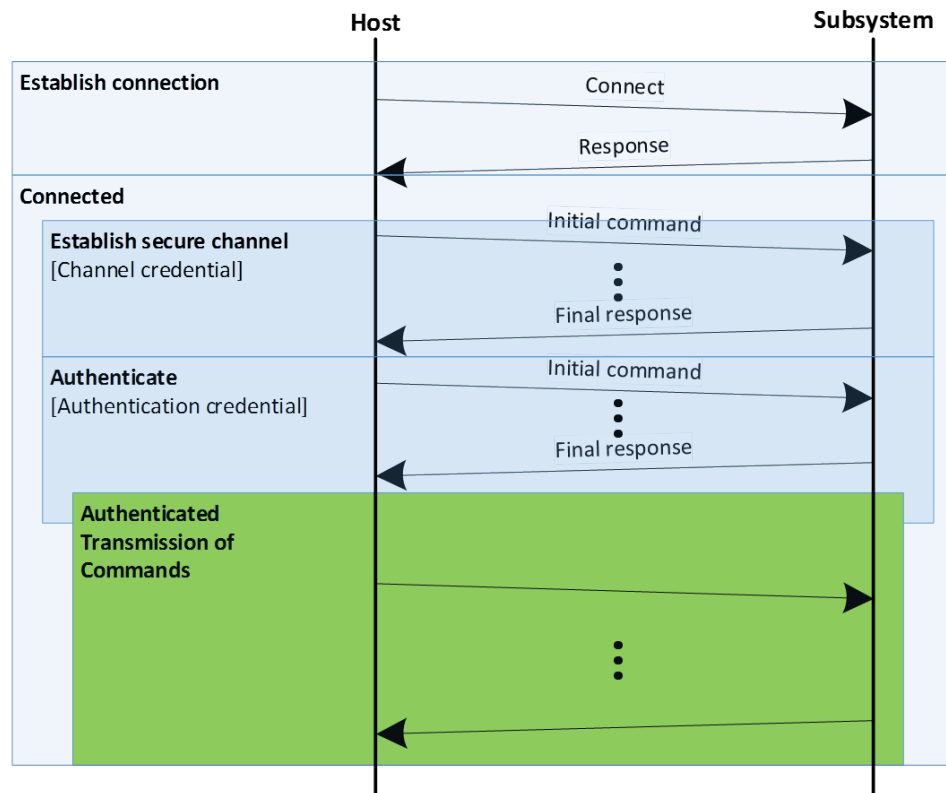 Host
Subsystem
Establish connection
Connect
Response
Connected
Establish secure channel
[Channel credential]
Initial command
Final response
Authenticate
[Authentication credential]
Initial command
Final response
Authenticated
Transmission of
Commands